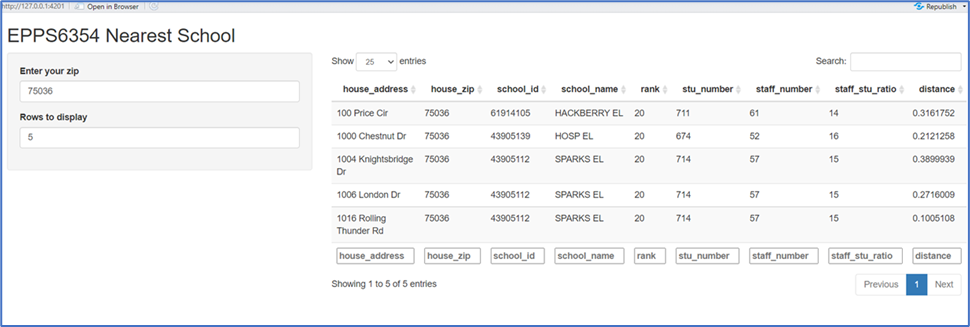 http://127.0.0.1:4201 Open in Browser Republish
EPPS6354 Nearest School
Enter your zip
75036
Rows to display
5
Show 25 entries Search:
house_address house_zip school_id school_name rank stu_number staff_number staff_stu_ratio distance
100 Price Cir 75036 61914105 HACKBERRY EL 20 711 61 14 0.3161752
1000 Chestnut Dr 75036 43905139 HOSP EL 20 674 52 16 0.2121258
1004 Knightsbridge 75036 43905112 SPARKS EL 20 714 57 15 0.3899939
Dr
1006 London Dr 75036 43905112 SPARKS EL 20 714 57 15 0.2716009
1016 Rolling 75036 43905112 SPARKS EL 20 714 57 15 0.1005108
Thunder Rd
house_address house_zip school_id school_name rank stu_number staff_number staff_stu_ratio distance
Showing 1 to 5 of 5 entries Previous 1 Next